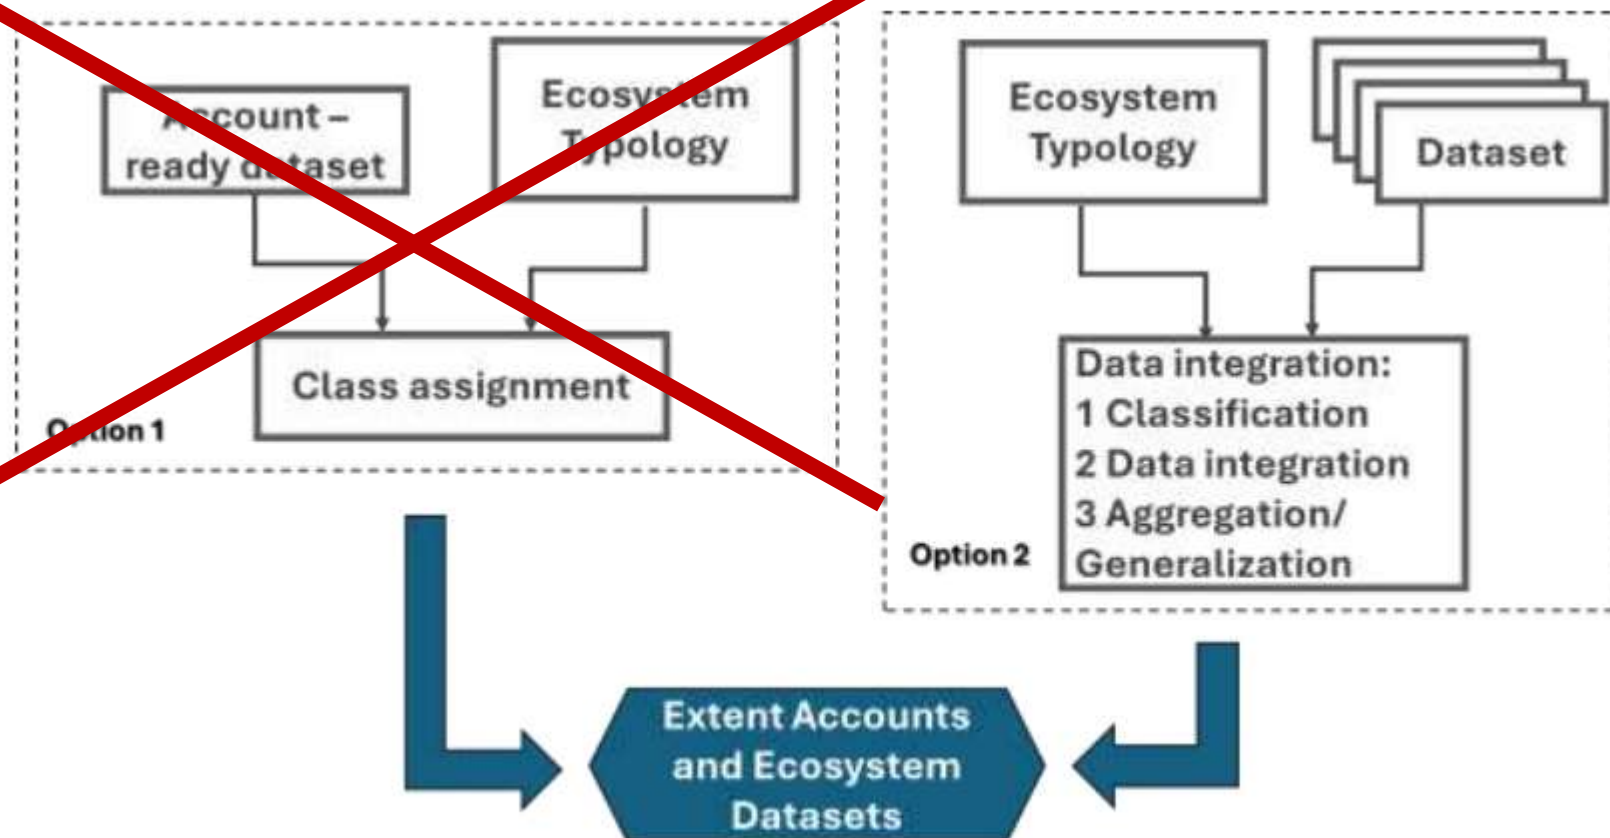 Account –
ready dataset
Ecosystem
Typology
Class assignment
Option 1
Ecosystem
Typology
Dataset
Data integration:
1 Classification
2 Data integration
3 Aggregation/
Generalization
Option 2
Extent Accounts
and Ecosystem
Datasets